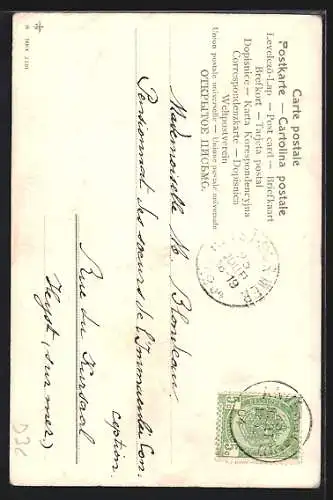 Carte postale
Postkarte — Cartolina postale
Levelező-Lap — Post card — Briefkaart
Brefkort — Tarjeta postal
Dopisnice — Karta Korespondencyjna
Correspondenzkarte — Dopisnica
Weltpostverein
Union postale universelle — Unione postale universale
ОТКРЫТОЕ ПИСЬМО.
Mademoiselle M. Blondeau
Pensionnat des soeurs de l'Immaculée Con-
ception.
Rue du Kursaal
Heyst (sur mer)